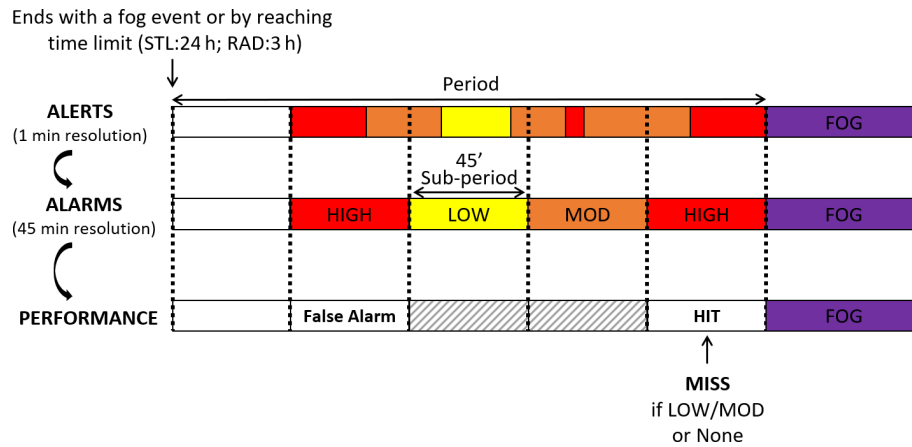 Ends with a fog event or by reaching
time limit (STL:24 h; RAD:3 h)
Period
ALERTS
(1 min resolution)
FOG
45’
Sub-period
ALARMS
(45 min resolution)
HIGH
LOW
MOD
HIGH
FOG
PERFORMANCE
False Alarm
HIT
FOG
MISS
if LOW/MOD
or None